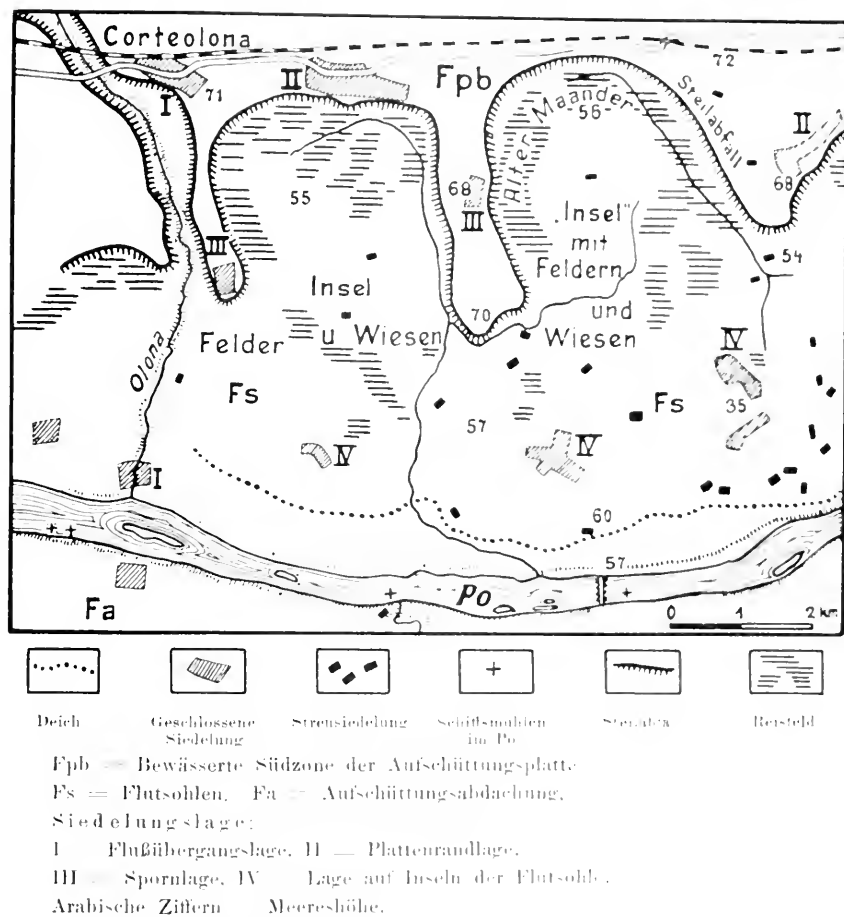 Corteolona
72
I
71
II
Fpb
Steilabfall
Alter Maander
56
II
68
55
68
III
III
„Insel"
mit
Feldern
54
Insel
70
und
Felder u Wiesen
Wiesen
IV
Olona
Fs
Fs
35
57
IV
IV
I
60
57
Po
Fa
0 1 2 km
Deich
Geschlossene
Siedelung
Streusiedelung
Schiffsmühlen
im Po
Reisfeld
Fpb = Bewässerte Südzone der Aufschüttungsplatte
Fs = Flutsohlen, Fa = Aufschüttungsabdachung.
Siedelungslage:
I Flußübergangslage, II = Plattenrandlage.
III = Spornlage, IV Lage auf Inseln der Flutsohle.
Arabische Ziffern Meereshöhe.